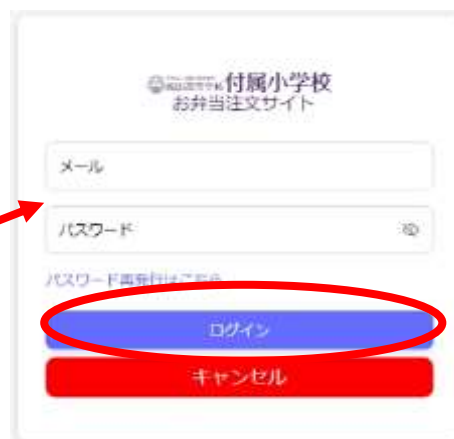 付属小学校
お弁当注文サイト
メール
パスワード
パスワード再発行はこちら
ログイン
キャンセル